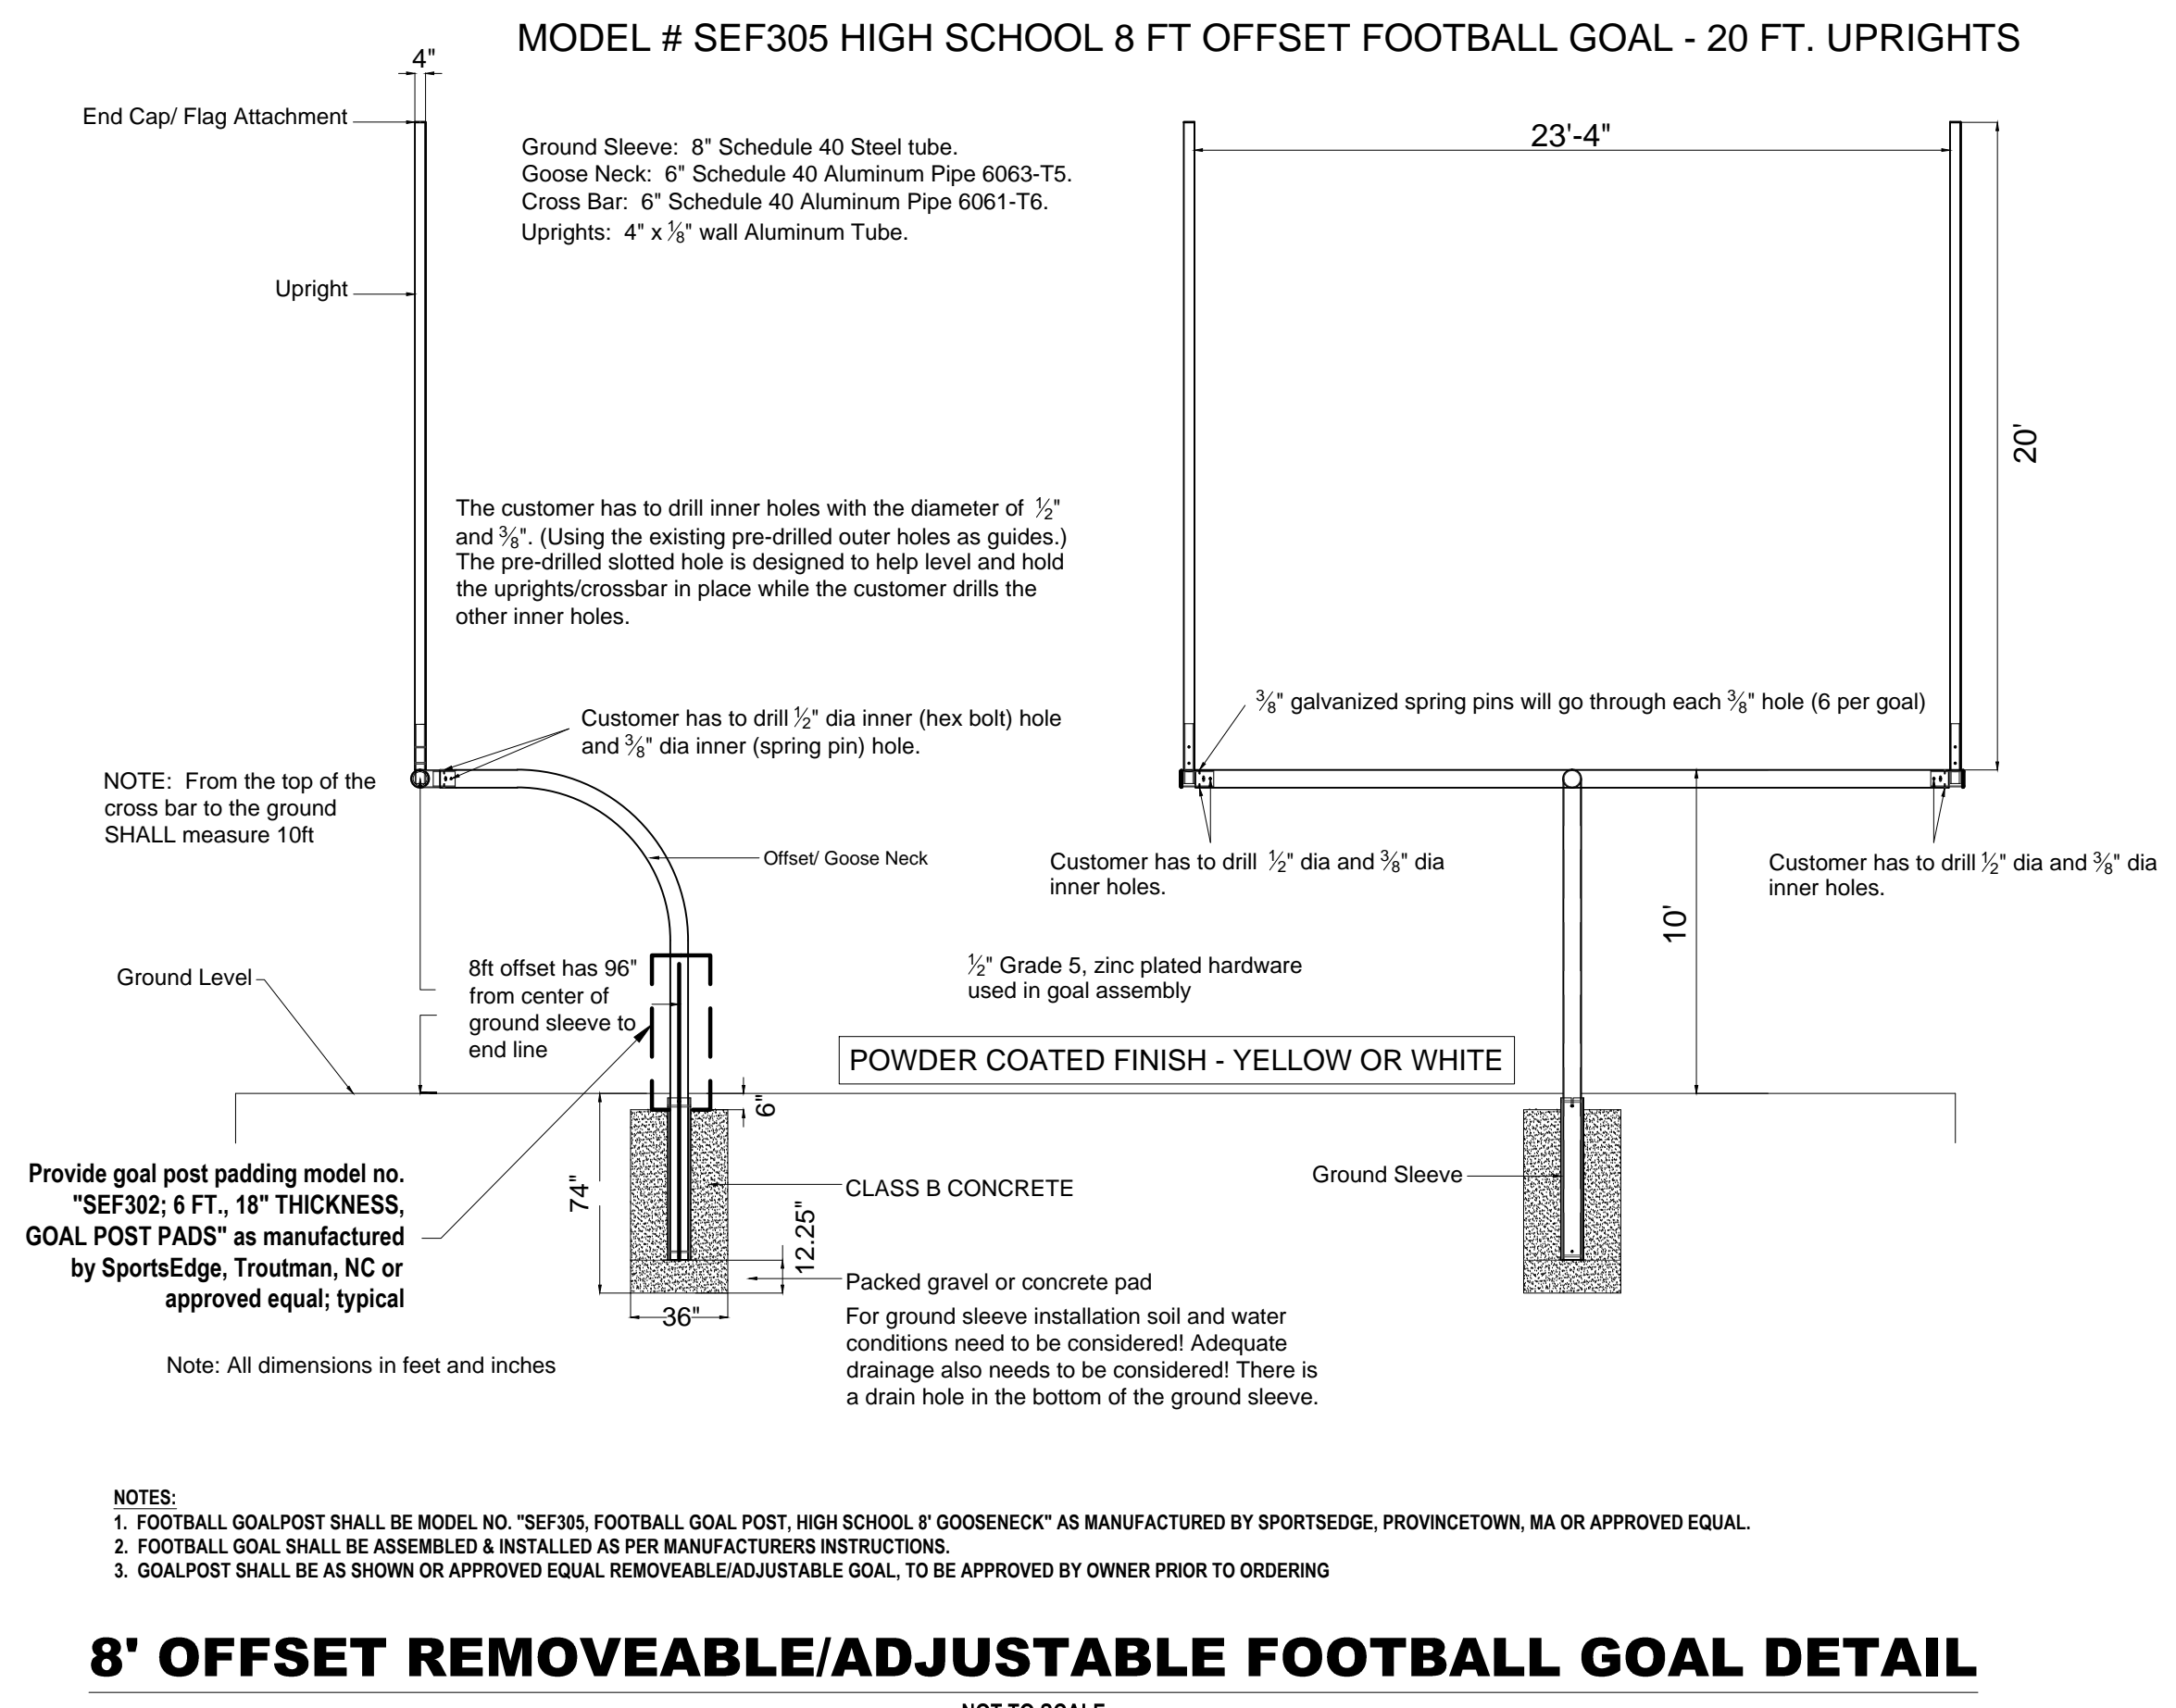 MODEL # SEF305 HIGH SCHOOL 8 FT OFFSET FOOTBALL GOAL - 20 FT. UPRIGHTS
4"
End Cap/ Flag Attachment
Ground Sleeve:  8" Schedule 40 Steel tube.
Goose Neck:  6" Schedule 40 Aluminum Pipe 6063-T5.
Cross Bar:  6" Schedule 40 Aluminum Pipe 6061-T6.
Uprights:  4" x 1/8" wall Aluminum Tube.
23'-4"
Upright
20'
The customer has to drill inner holes with the diameter of 1/2"
and 3/8". (Using the existing pre-drilled outer holes as guides.)
The pre-drilled slotted hole is designed to help level and hold
the uprights/crossbar in place while the customer drills the
other inner holes.
3/8" galvanized spring pins will go through each 3/8" hole (6 per goal)
Customer has to drill 1/2" dia inner (hex bolt) hole
and 3/8" dia inner (spring pin) hole.
NOTE:  From the top of the
cross bar to the ground
SHALL measure 10ft
Offset/ Goose Neck
Customer has to drill 1/2" dia and 3/8" dia
inner holes.
Customer has to drill 1/2" dia and 3/8" dia
inner holes.
10'
Ground Level
8ft offset has 96"
from center of
ground sleeve to
end line
1/2" Grade 5, zinc plated hardware
used in goal assembly
POWDER COATED FINISH - YELLOW OR WHITE
6"
Provide goal post padding model no.
"SEF302; 6 FT., 18" THICKNESS,
GOAL POST PADS" as manufactured
by SportsEdge, Troutman, NC or
approved equal; typical
74"
CLASS B CONCRETE
Ground Sleeve
12.25"
Packed gravel or concrete pad
36"
For ground sleeve installation soil and water
conditions need to be considered! Adequate
drainage also needs to be considered! There is
a drain hole in the bottom of the ground sleeve.
Note: All dimensions in feet and inches
NOTES:
1.  FOOTBALL GOALPOST SHALL BE MODEL NO. "SEF305, FOOTBALL GOAL POST, HIGH SCHOOL 8' GOOSENECK" AS MANUFACTURED BY SPORTSEDGE, PROVINCETOWN, MA OR APPROVED EQUAL.
2.  FOOTBALL GOAL SHALL BE ASSEMBLED & INSTALLED AS PER MANUFACTURERS INSTRUCTIONS.
3.  GOALPOST SHALL BE AS SHOWN OR APPROVED EQUAL REMOVEABLE/ADJUSTABLE GOAL, TO BE APPROVED BY OWNER PRIOR TO ORDERING
8' OFFSET REMOVEABLE/ADJUSTABLE FOOTBALL GOAL DETAIL
NOT TO SCALE